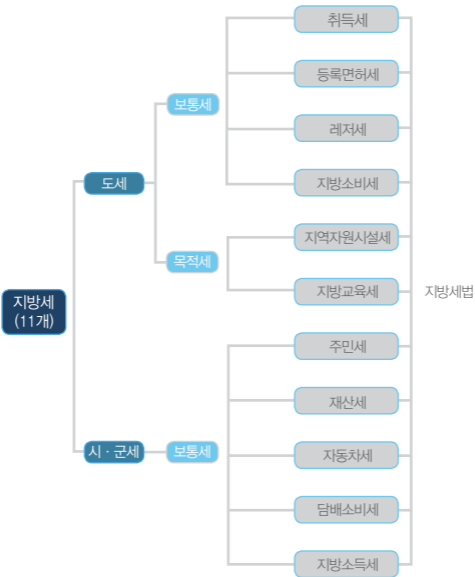 지방세
(11개)
도세
보통세
취득세
등록면허세
레저세
지방소비세
목적세
지역자원시설세
지방교육세
시 · 군세
보통세
주민세
재산세
자동차세
담배소비세
지방소득세
지방세법